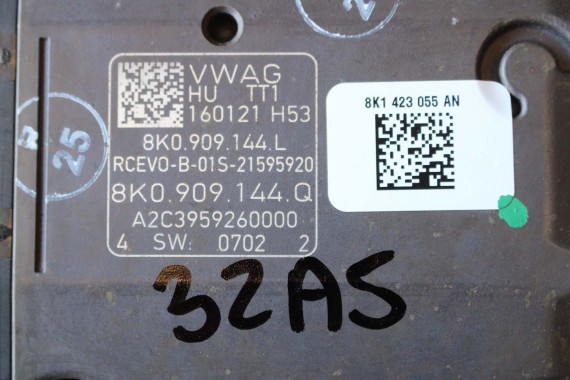 VWAG
HU TT1
160121 H53
8K0.909.144.L
RCEVO-B-01S-21595920
8K0.909.144.Q
A2C3959260000
4 SW: 0702 2
8K1 423 055 AN
25
32AS